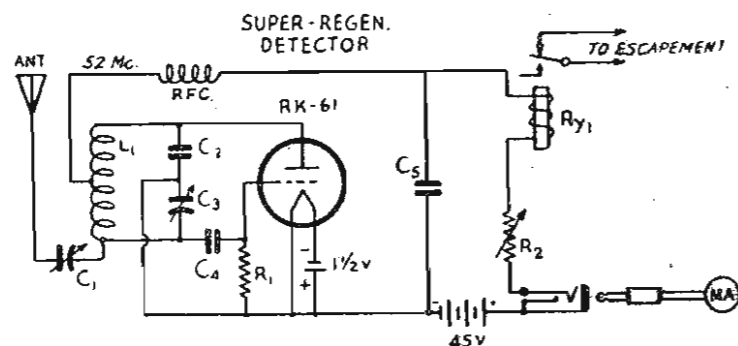 SUPER-REGEN.
DETECTOR
ANT
52 Mc.
RFC
RK-61
TO ESCAPEMENT
Ry1
L1
C2
C3
C5
C1
C4
R1
R2
-
+
1½V
-
+
45V
MA